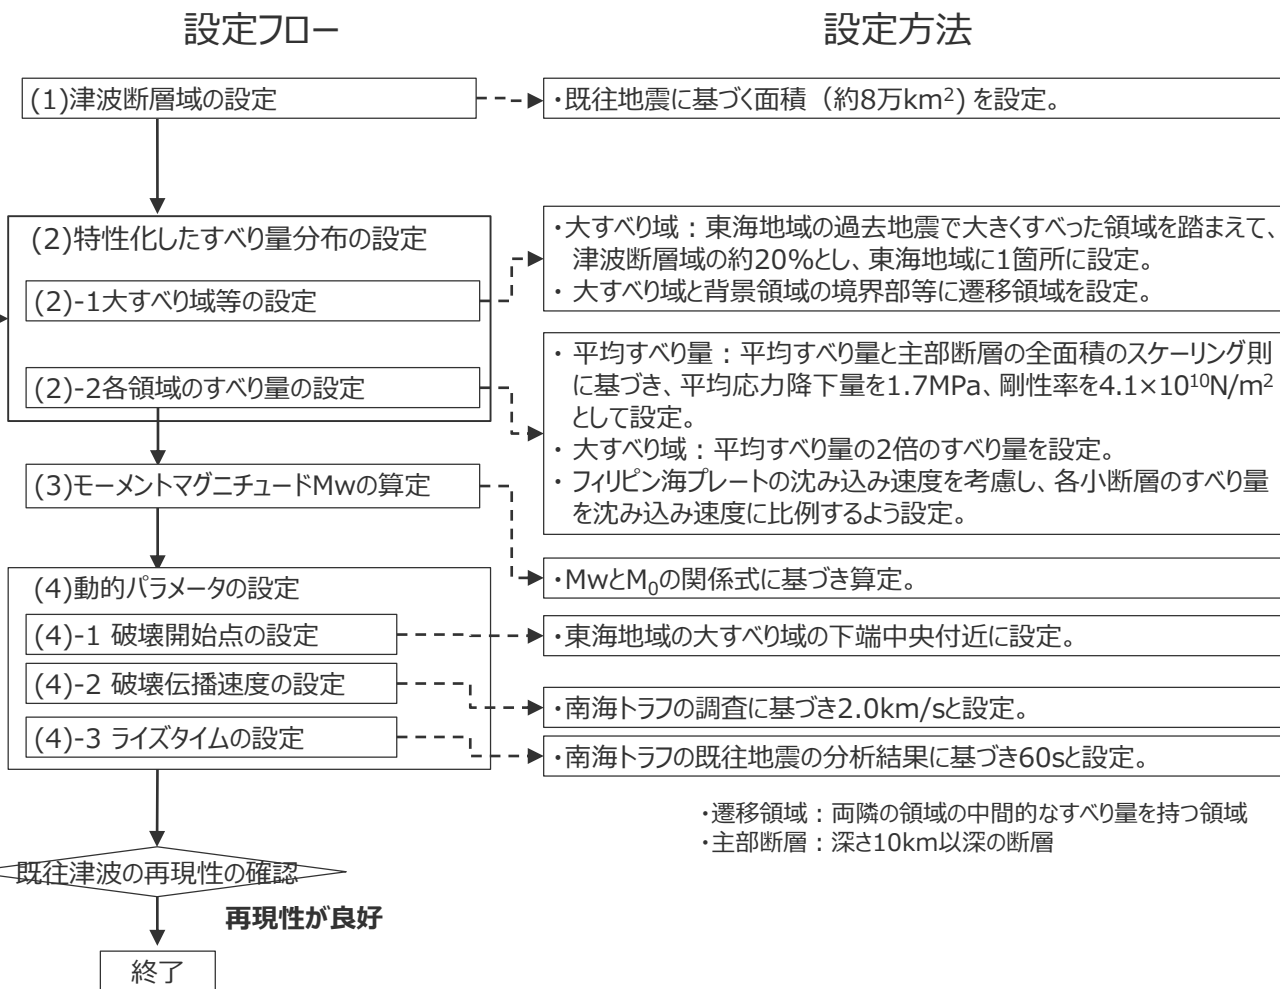 設定フロー
設定方法
(1)津波断層域の設定
・既往地震に基づく面積（約8万km²) を設定。
(2)特性化したすべり量分布の設定
(2)-1大すべり域等の設定
・大すべり域：東海地域の過去地震で大きくすべった領域を踏まえて、
津波断層域の約20%とし、東海地域に1箇所に設定。
・ 大すべり域と背景領域の境界部等に遷移領域を設定。
(2)-2各領域のすべり量の設定
・ 平均すべり量：平均すべり量と主部断層の全面積のスケーリング則
に基づき、平均応力降下量を1.7MPa、剛性率を4.1×10¹⁰N/m²
として設定。
・ 大すべり域：平均すべり量の2倍のすべり量を設定。
・ フィリピン海プレートの沈み込み速度を考慮し、各小断層のすべり量
を沈み込み速度に比例するよう設定。
(3)モーメントマグニチュードMwの算定
・MwとM₀の関係式に基づき算定。
(4)動的パラメータの設定
(4)-1 破壊開始点の設定
・東海地域の大すべり域の下端中央付近に設定。
(4)-2 破壊伝播速度の設定
・南海トラフの調査に基づき2.0km/sと設定。
(4)-3 ライズタイムの設定
・南海トラフの既往地震の分析結果に基づき60sと設定。
・遷移領域：両隣の領域の中間的なすべり量を持つ領域
・主部断層：深さ10km以深の断層
既往津波の再現性の確認
再現性が良好
終了